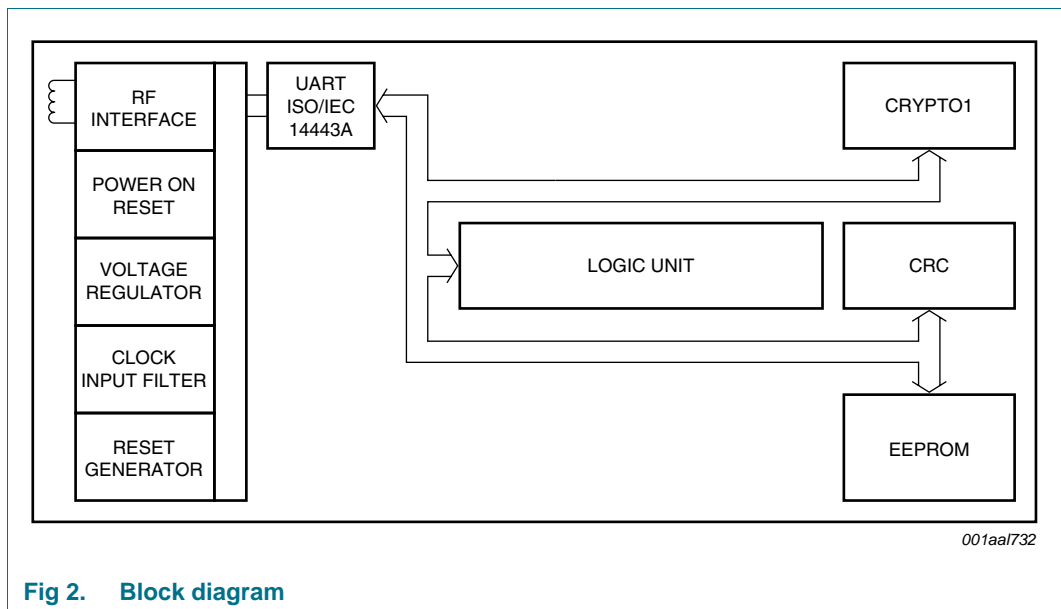 RF
INTERFACE
UART
ISO/IEC
14443A
CRYPTO1
POWER ON
RESET
VOLTAGE
REGULATOR
LOGIC UNIT
CRC
CLOCK
INPUT FILTER
RESET
GENERATOR
EEPROM
001aal732
Fig 2. Block diagram